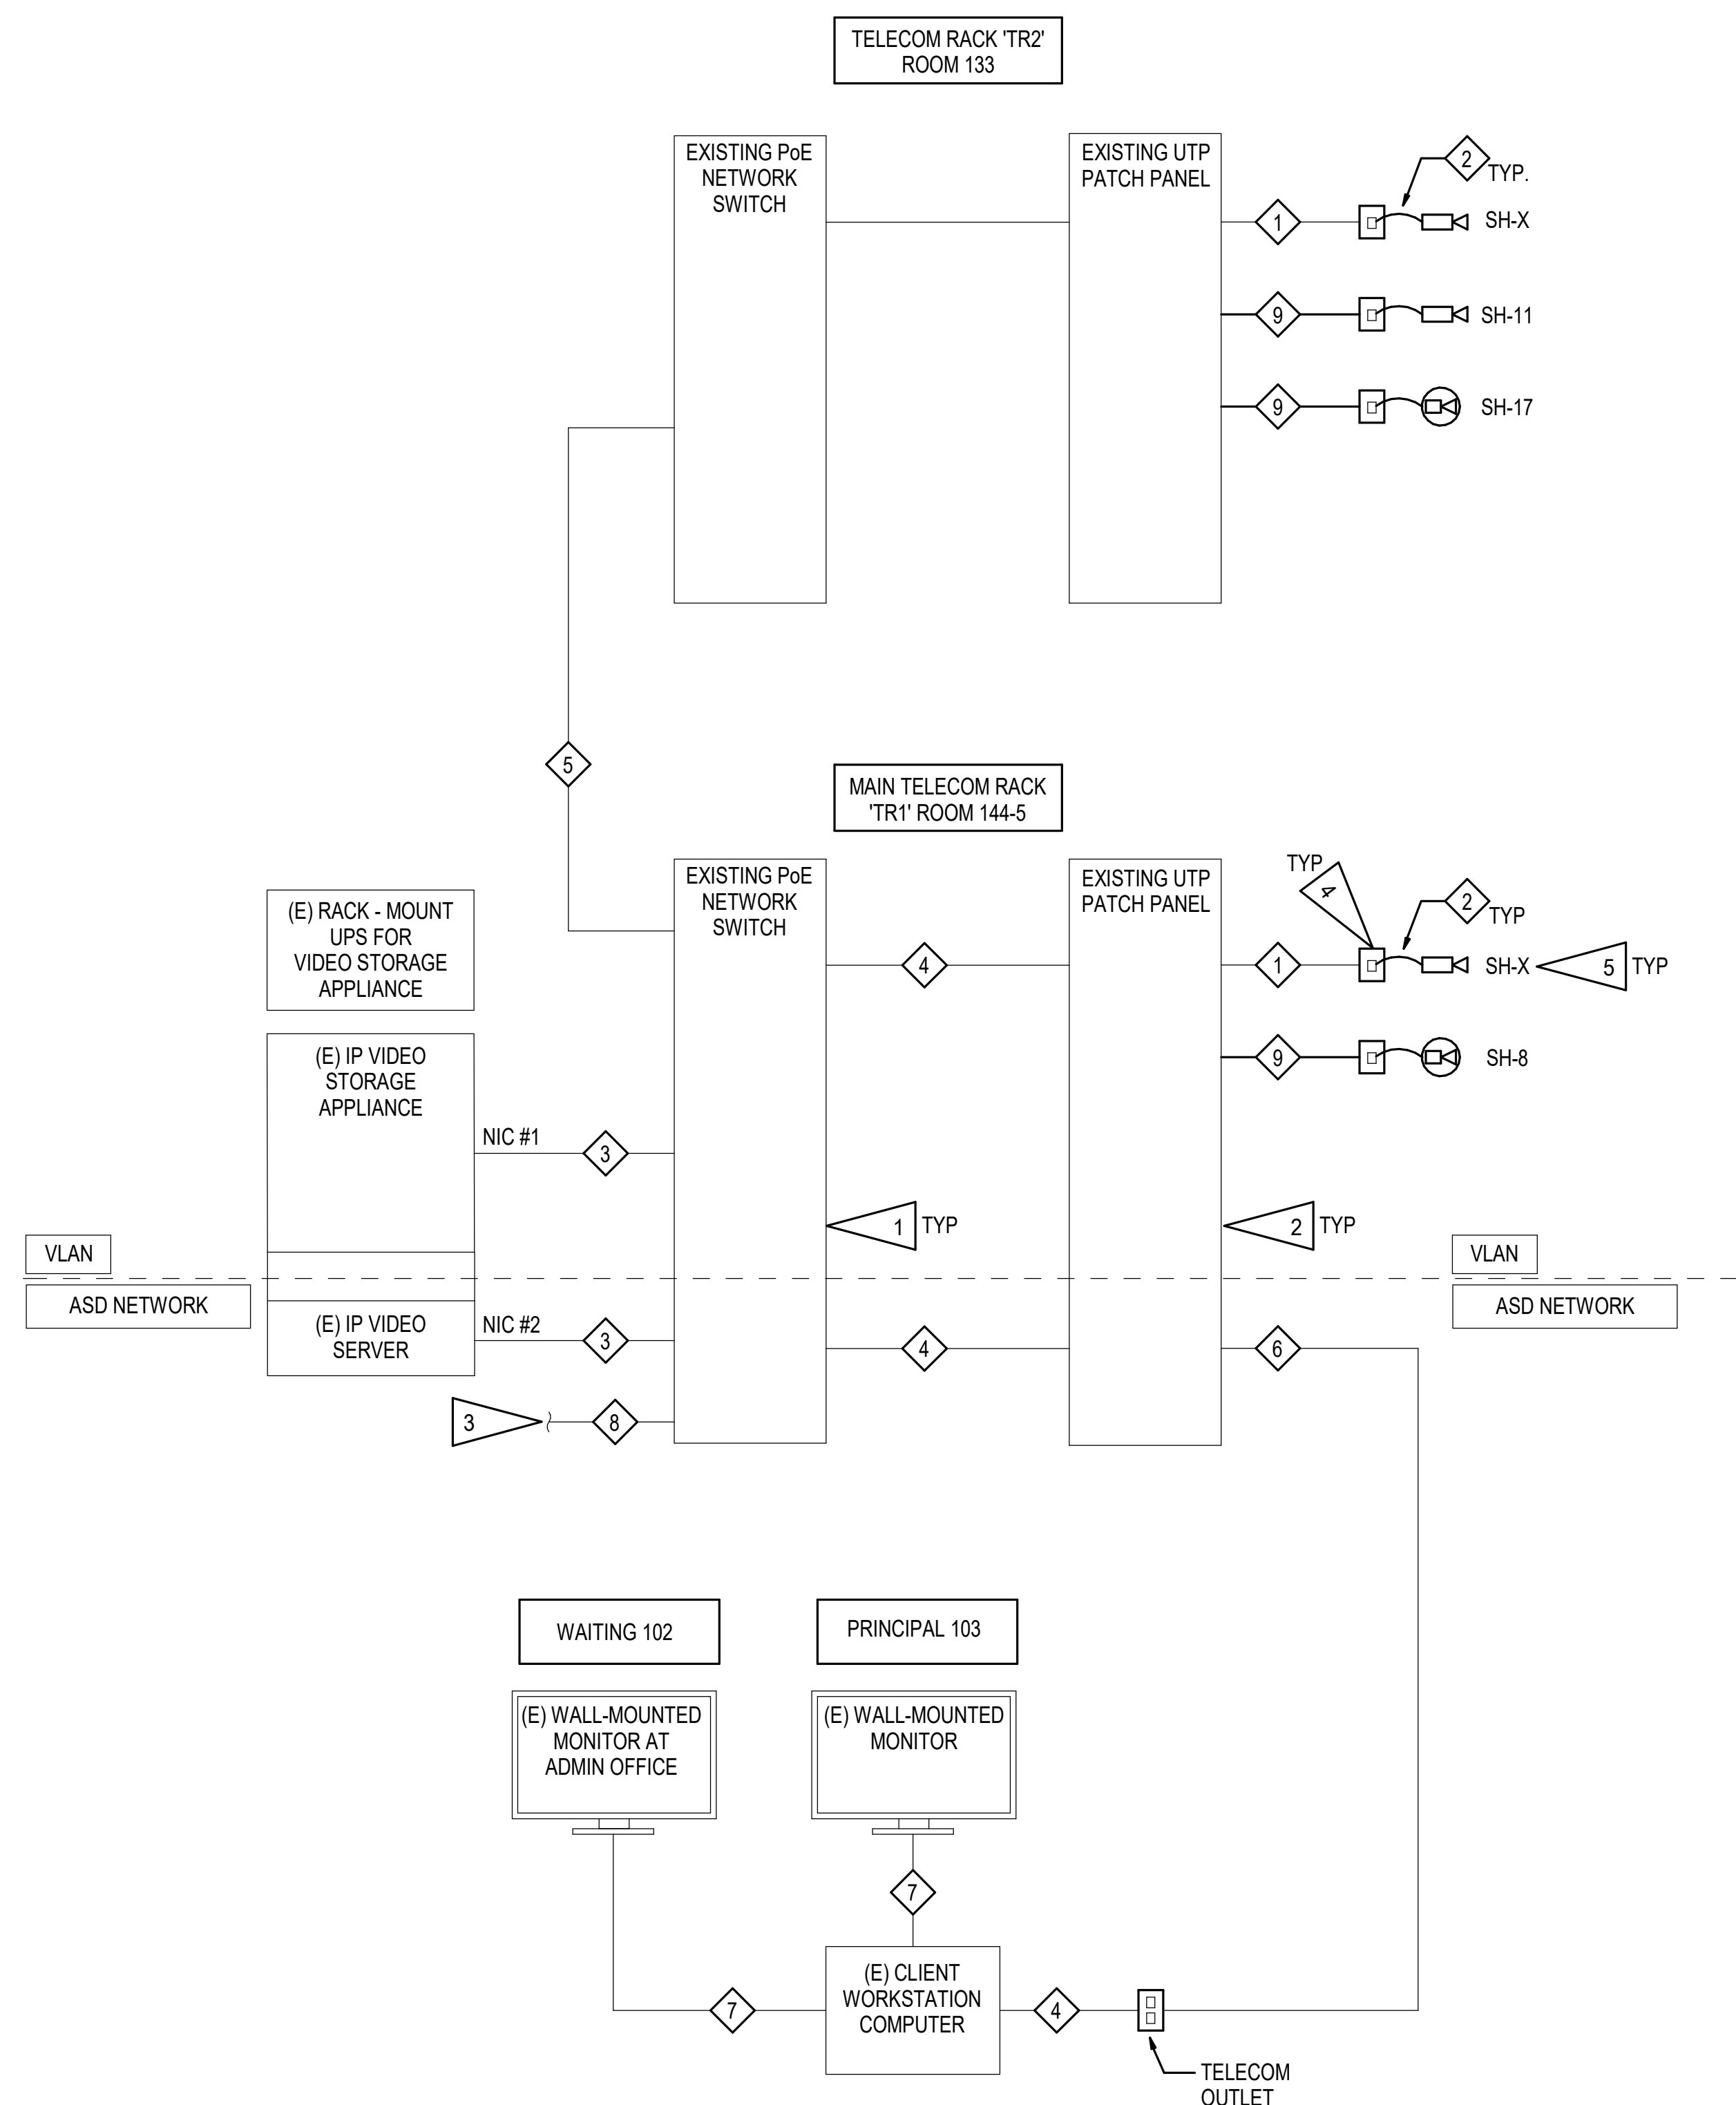 TELECOM RACK 'TR2'
ROOM 133
EXISTING PoE
NETWORK
SWITCH
EXISTING UTP
PATCH PANEL
2
TYP.
1
SH-X
9
SH-11
9
SH-17
5
MAIN TELECOM RACK
'TR1' ROOM 144-5
(E) RACK - MOUNT
UPS FOR
VIDEO STORAGE
APPLIANCE
EXISTING PoE
NETWORK
SWITCH
EXISTING UTP
PATCH PANEL
TYP
4
2
TYP
4
1
SH-X
5
TYP
(E) IP VIDEO
STORAGE
APPLIANCE
9
SH-8
NIC #1
3
1
TYP
2
TYP
VLAN
VLAN
ASD NETWORK
ASD NETWORK
(E) IP VIDEO
SERVER
NIC #2
3
4
6
3
8
WAITING 102
PRINCIPAL 103
(E) WALL-MOUNTED
MONITOR AT
ADMIN OFFICE
(E) WALL-MOUNTED
MONITOR
7
7
(E) CLIENT
WORKSTATION
COMPUTER
4
TELECOM
OUTLET